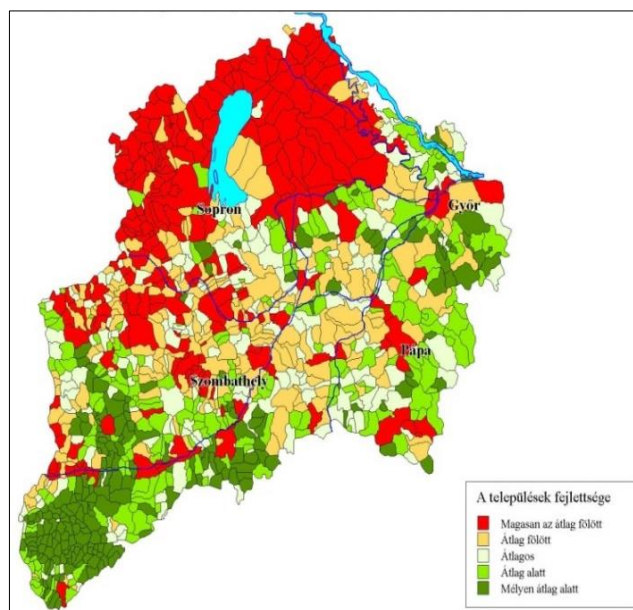 Sopron
Győr
Pápa
Szombathely
A települések fejlettsége
Magasan az átlag fölött
Átlag fölött
Átlagos
Átlag alatt
Mélyen átlag alatt